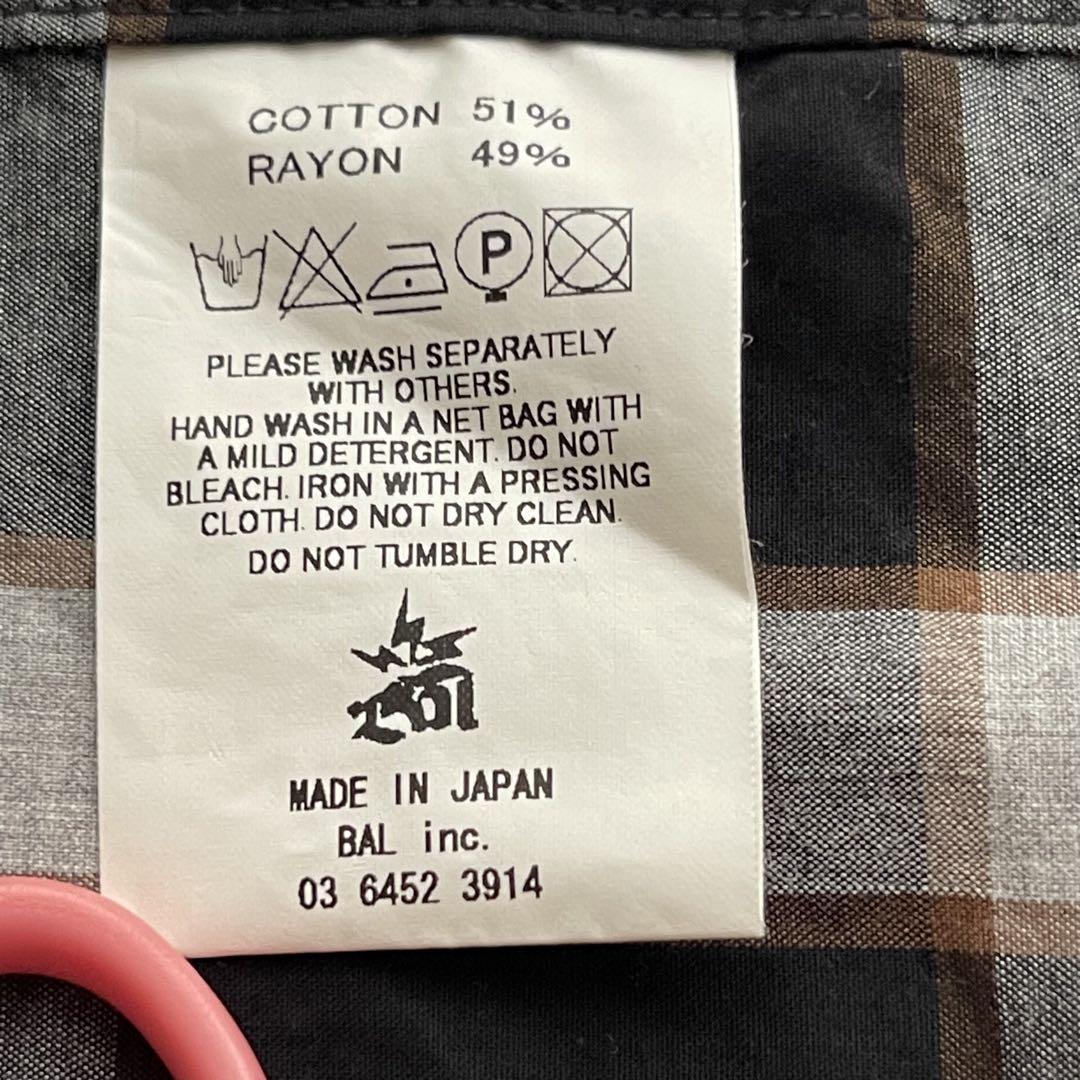 COTTON 51%
RAYON 49%
P
PLEASE WASH SEPARATELY
WITH OTHERS.
HAND WASH IN A NET BAG WITH
A MILD DETERGENT. DO NOT
BLEACH. IRON WITH A PRESSING
CLOTH. DO NOT DRY CLEAN.
DO NOT TUMBLE DRY.
MADE IN JAPAN
BAL inc.
03 6452 3914